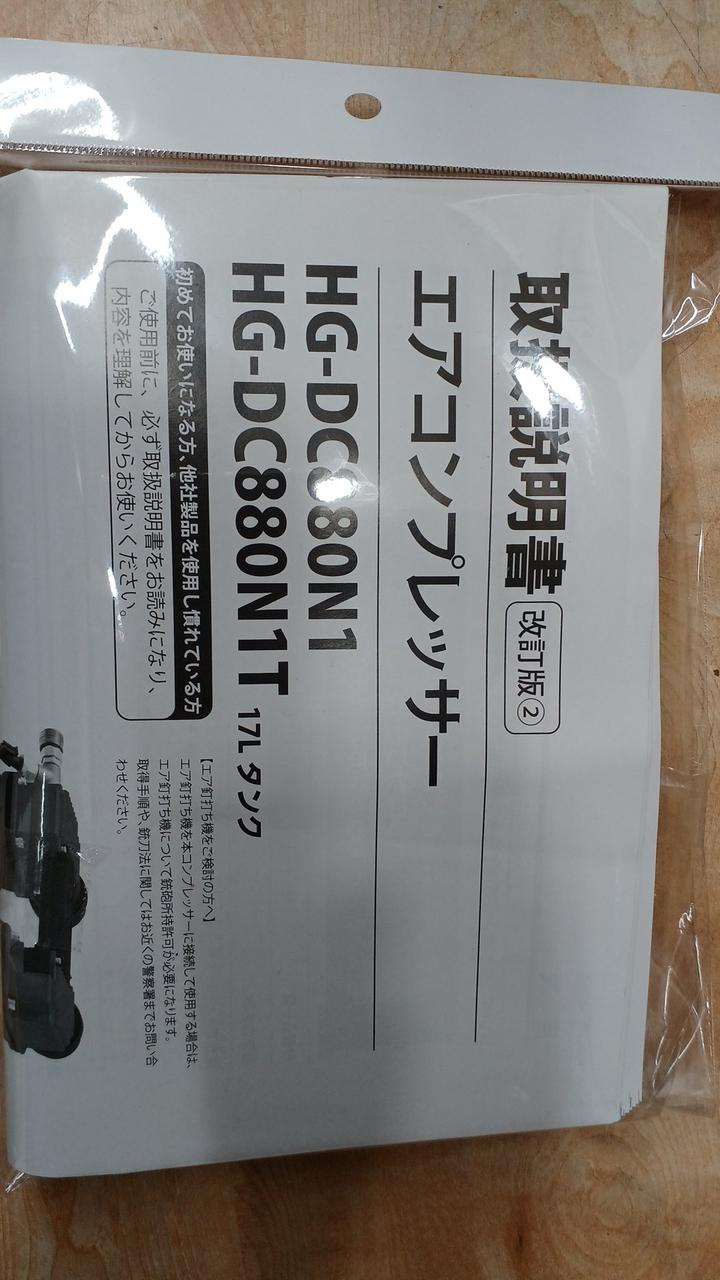 取扱説明書 改訂版②
エアコンプレッサー
HG-DC880N1
HG-DC880N1T 17Lタンク
初めてお使いになる方、他社製品を使用し慣れている方
ご使用前に、必ず取扱説明書をお読みになり、
内容を理解してからお使いください。
【エア釘打ち機をご検討の方へ】
エア釘打ち機を本コンプレッサーに接続して使用する場合は、
エア釘打ち機について銃砲所持許可が必要になります。
取得手順や、銃刀法に関してはお近くの警察署までお問い合
わせください。